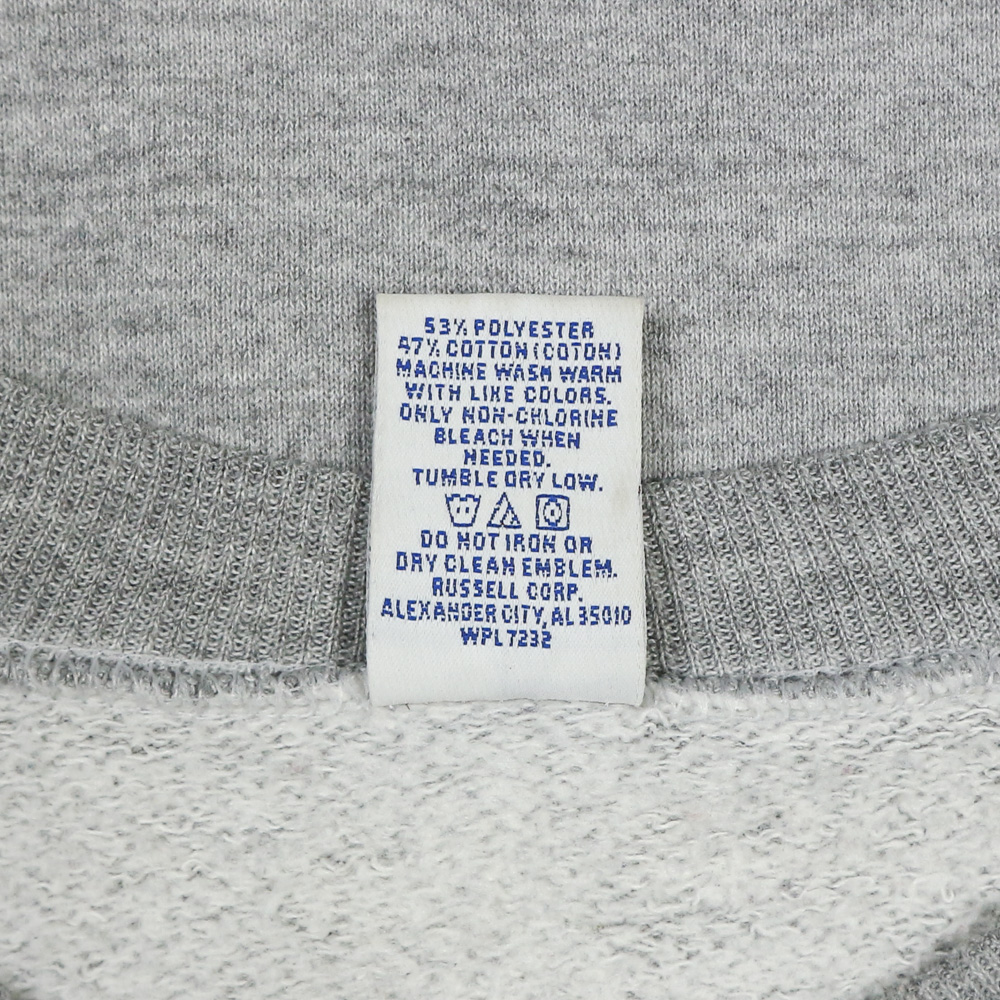 53% POLYESTER
47% COTTON (COTON)
MACHINE WASH WARM
WITH LIKE COLORS.
ONLY NON-CHLORINE
BLEACH WHEN
NEEDED.
TUMBLE DRY LOW.
DO NOT IRON OR
DRY CLEAN EMBLEM.
RUSSELL CORP.
ALEXANDER CITY, AL 35010
WPL 7232